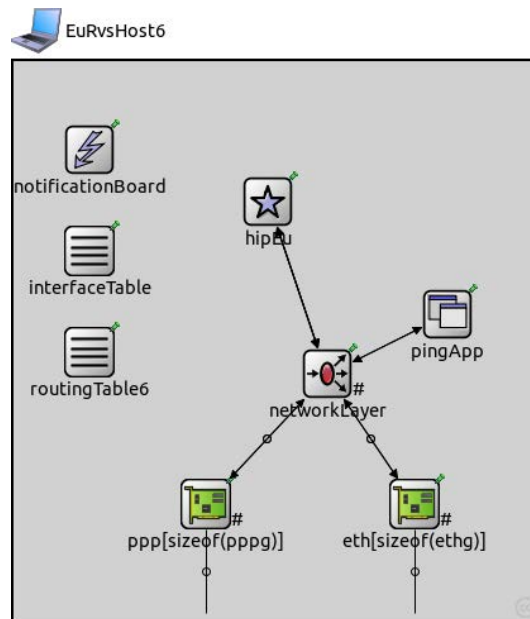 EuRvsHost6
notificationBoard
hipEu
interfaceTable
pingApp
routingTable6
#
networkLayer
#
#
ppp[sizeof(pppg)]
eth[sizeof(ethg)]